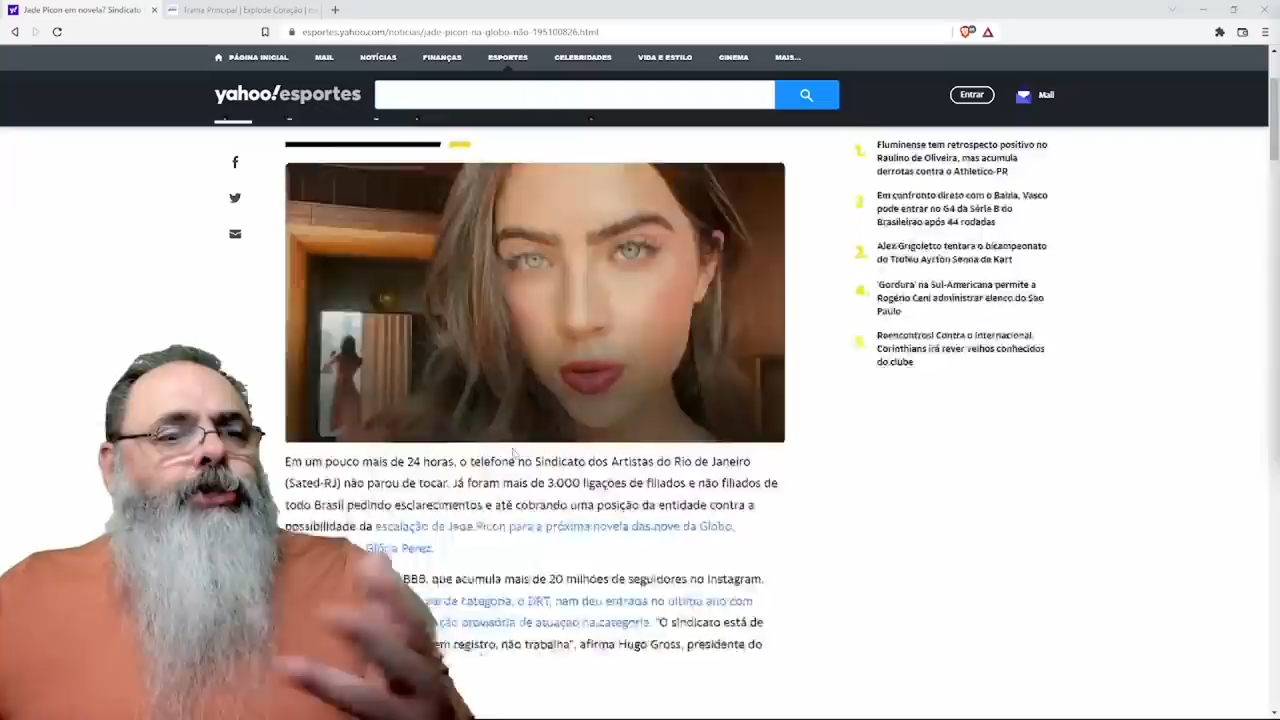 Jade Picon em novela? Sindicato
Trama Principal | Explode Coração | m
esportes.yahoo.com/noticias/jade-picon-na-globo-não-195100826.html
PÁGINA INICIAL MAIL NOTÍCIAS FINANÇAS ESPORTES CELEBRIDADES VIDA E ESTILO CINEMA MAIS...
yahoo!esportes
Entrar
Mail
Fluminense tem retrospecto positivo no
Raulino de Oliveira, mas acumula
derrotas contra o Athletico-PR
Em confronto direto com o Bahia, Vasco
pode entrar no G4 da Série B do
Brasileirão após 44 rodadas
Alex Grigoletto tentará o bicampeonato
do Troféu Ayrton Senna de Kart
'Gordura' na Sul-Americana permite a
Rogério Ceni administrar elenco do São
Paulo
Reencontros! Contra o Internacional,
Corinthians irá rever velhos conhecidos
do clube
Em um pouco mais de 24 horas, o telefone no Sindicato dos Artistas do Rio de Janeiro
(Sated-RJ) não parou de tocar. Já foram mais de 3.000 ligações de filiados e não filiados de
todo Brasil pedindo esclarecimentos e até cobrando uma posição da entidade contra a
possibilidade da escalação de Jade Picon para a próxima novela das nove da Globo,
Glória Perez.
BBB, que acumula mais de 20 milhões de seguidores no Instagram,
da categoria, o DRT, nem deu entrada no último ano com
provisória de atuação na categoria. "O sindicato está de
registro, não trabalha", afirma Hugo Gross, presidente do